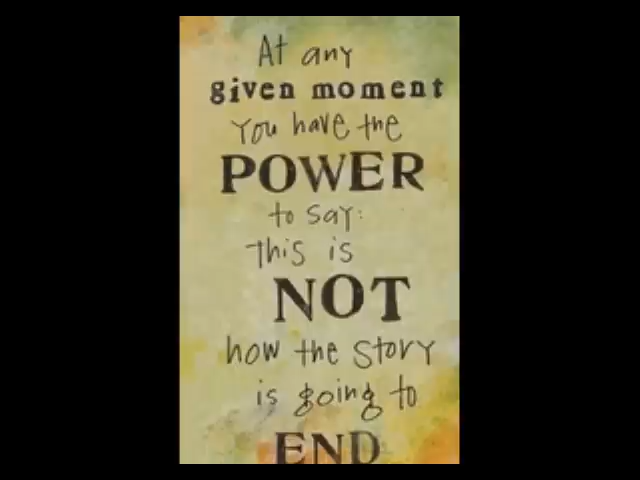 At any
given moment
You have the
POWER
to say:
this is
NOT
how the story
is going to
END